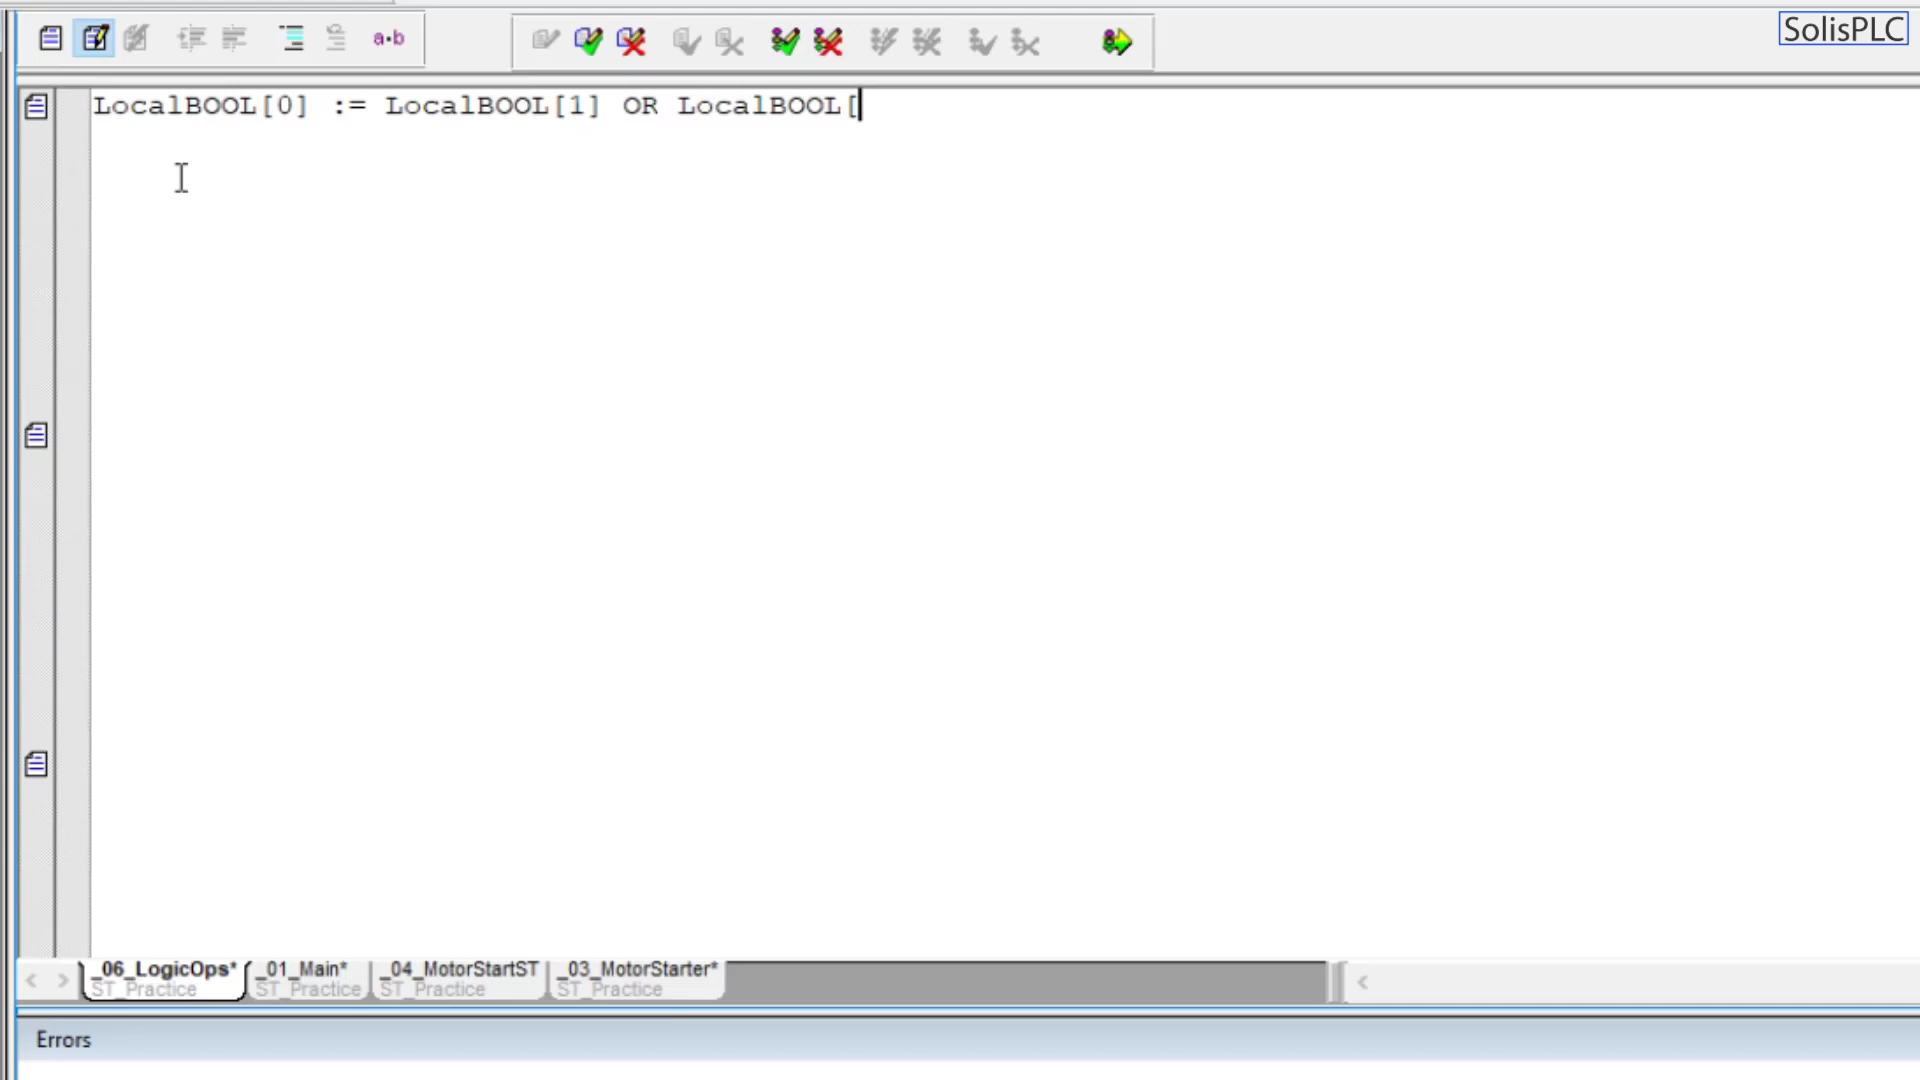 SolisPLC
a·b
LocalBOOL[0] := LocalBOOL[1] OR LocalBOOL[
_06_LogicOps* _01_Main* _04_MotorStartST _03_MotorStarter*
ST_Practice ST_Practice ST_Practice ST_Practice
Errors